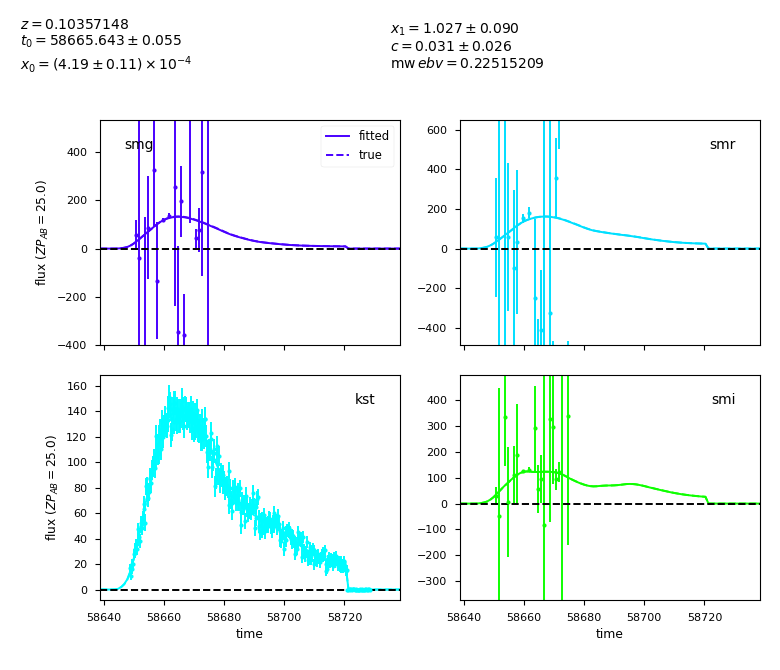 z = 0.10357148
t₀ = 58665.643 ± 0.055
x₀ = (4.19 ± 0.11) × 10⁻⁴
x₁ = 1.027 ± 0.090
c = 0.031 ± 0.026
mw ebv = 0.22515209
smg
fitted
true
400
200
0
−200
−400
flux (ZP_AB = 25.0)
smr
600
400
200
0
−200
−400
kst
160
140
120
100
80
60
40
20
0
flux (ZP_AB = 25.0)
58640 58660 58680 58700 58720
time
smi
400
300
200
100
0
−100
−200
−300
58640 58660 58680 58700 58720
time